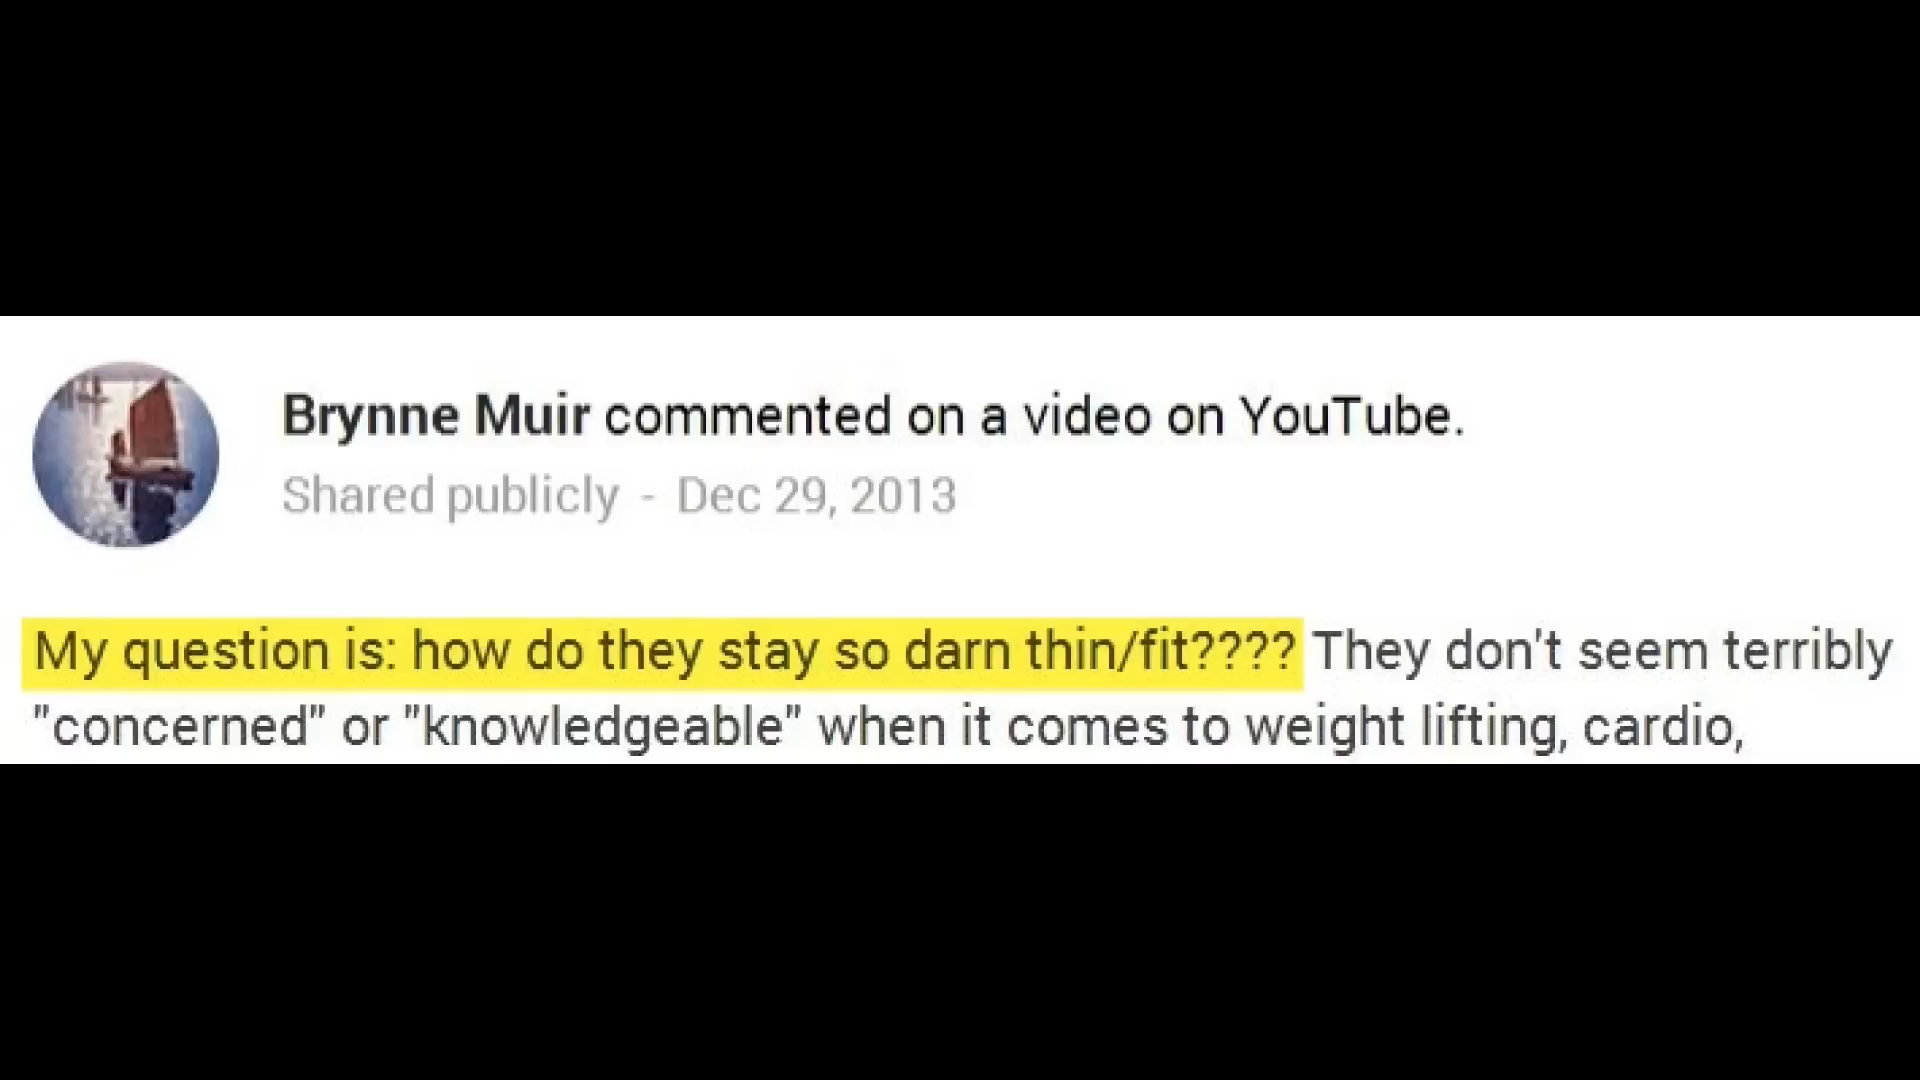 Brynne Muir commented on a video on YouTube.
Shared publicly - Dec 29, 2013
My question is: how do they stay so darn thin/fit???? They don't seem terribly
"concerned" or "knowledgeable" when it comes to weight lifting, cardio,